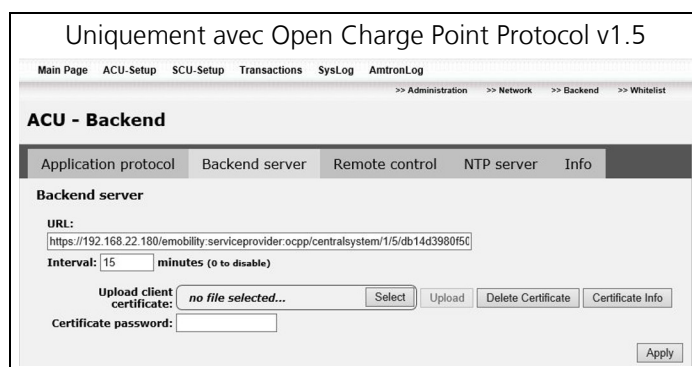 Uniquement avec Open Charge Point Protocol v1.5
Main Page ACU-Setup SCU-Setup Transactions SysLog AmtronLog
>> Administration >> Network >> Backend >> Whitelist
ACU - Backend
Application protocol Backend server Remote control NTP server Info
Backend server
URL:
https://192.168.22.180/emobility:serviceprovider:ocpp/centralsystem/1/5/db14d3980f50
Interval: 15 minutes (0 to disable)
Upload client certificate: no file selected... Select Upload Delete Certificate Certificate Info
Certificate password:
Apply